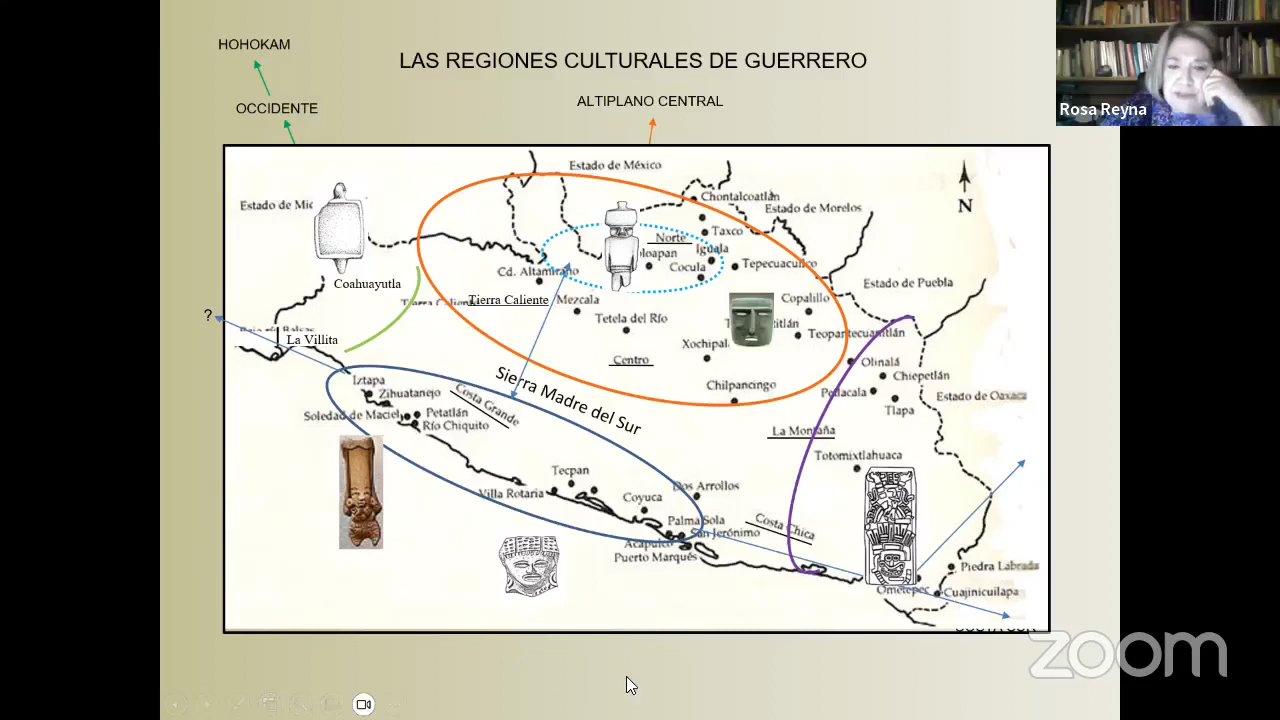 HOHOKAM
LAS REGIONES CULTURALES DE GUERRERO
OCCIDENTE
ALTIPLANO CENTRAL
Rosa Reyna
Estado de México
Chontalcoatlán
Estado de Mic
Estado de Morelos
N
Taxco
Norte
Iguala
loapan
Cocula
Tepecuacuilco
Cd. Altamirano
Coahuayutla
Estado de Puebla
Tierra Caliente
Mezcala
Copalillo
?
Tetela del Río
titlán
Teopantecuanitlán
La Villita
Xochipal
Centro
Olinalá
Chiepetlán
Sierra Madre del Sur
Chilpancingo
Iztapa
Zihuatanejo
Costa Grande
Tlapa
Estado de Oaxaca
Soledad de Maciel
Petatlán
Río Chiquito
La Montaña
Totomixtlahuaca
Tecpan
Villa Rotaria
Coyuca
Dos Arrollos
Palma Sola
San Jerónimo
Costa Chica
Acapulco
Puerto Marqués
Piedra Labrada
Ometepec
Cuajinicuilapa
zoom